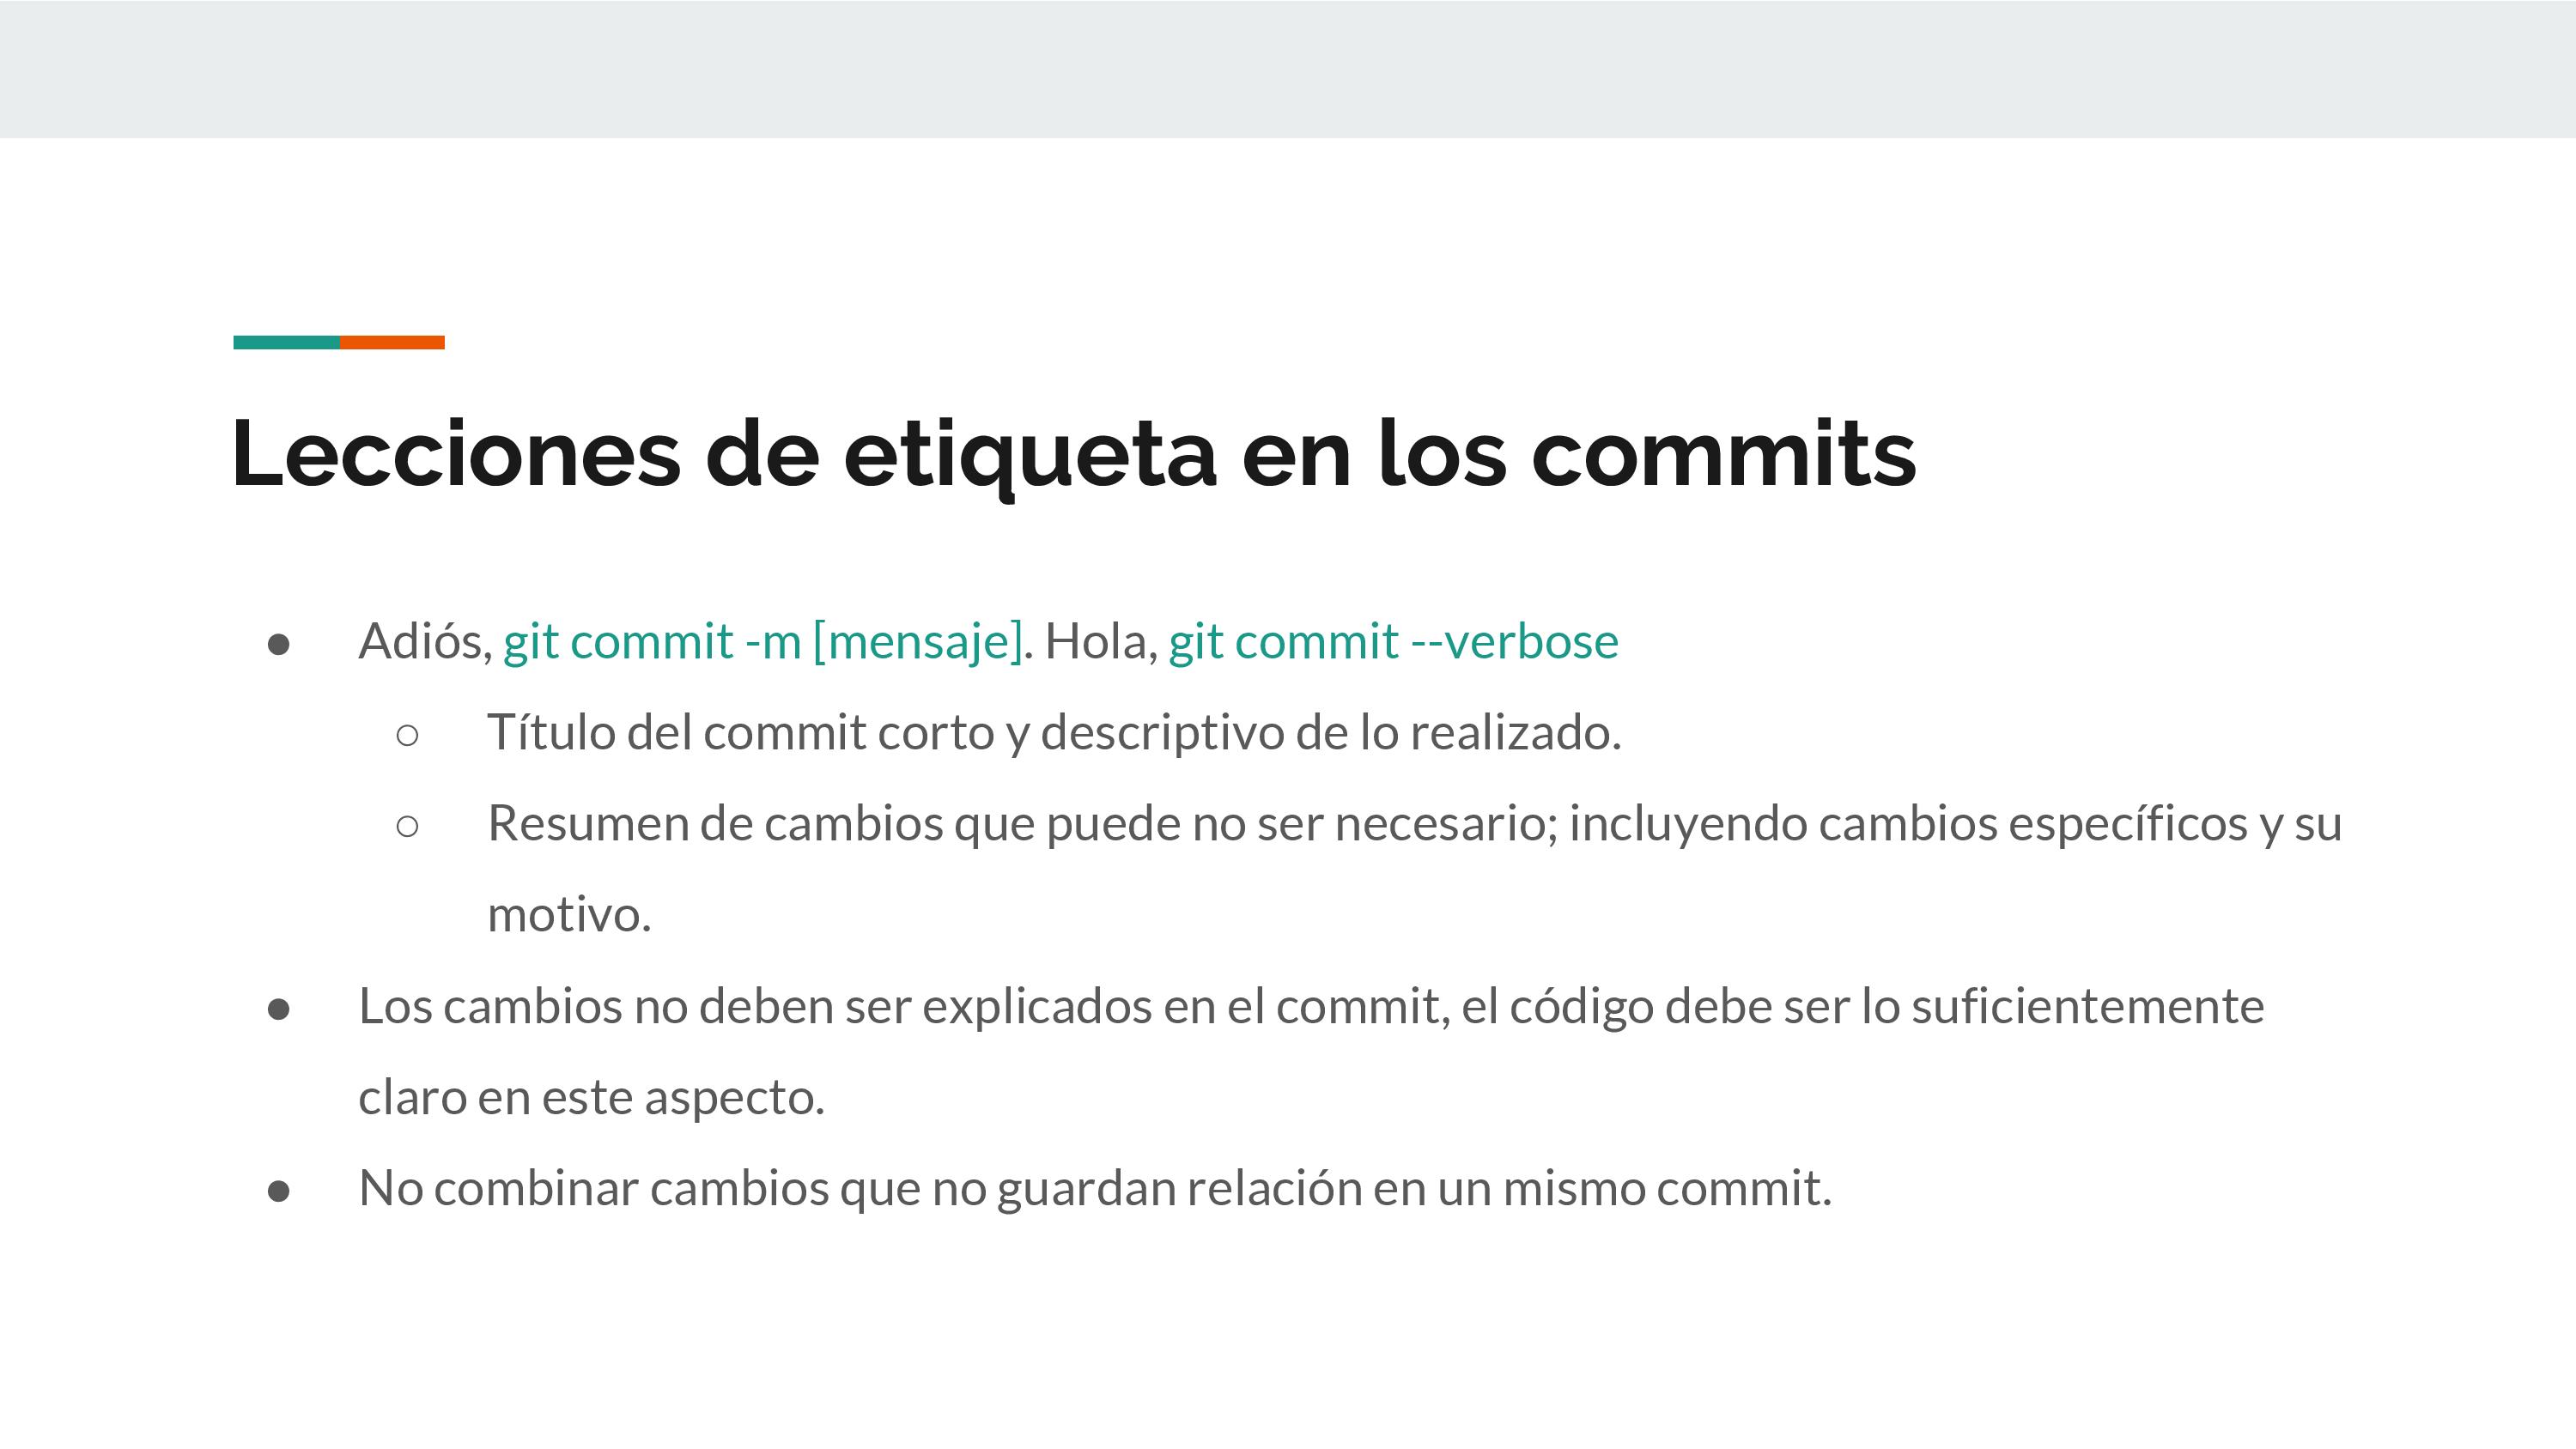 Lecciones de etiqueta en los commits
● Adiós, git commit -m [mensaje]. Hola, git commit --verbose
○ Título del commit corto y descriptivo de lo realizado.
○ Resumen de cambios que puede no ser necesario; incluyendo cambios específicos y su
motivo.
● Los cambios no deben ser explicados en el commit, el código debe ser lo suficientemente
claro en este aspecto.
● No combinar cambios que no guardan relación en un mismo commit.